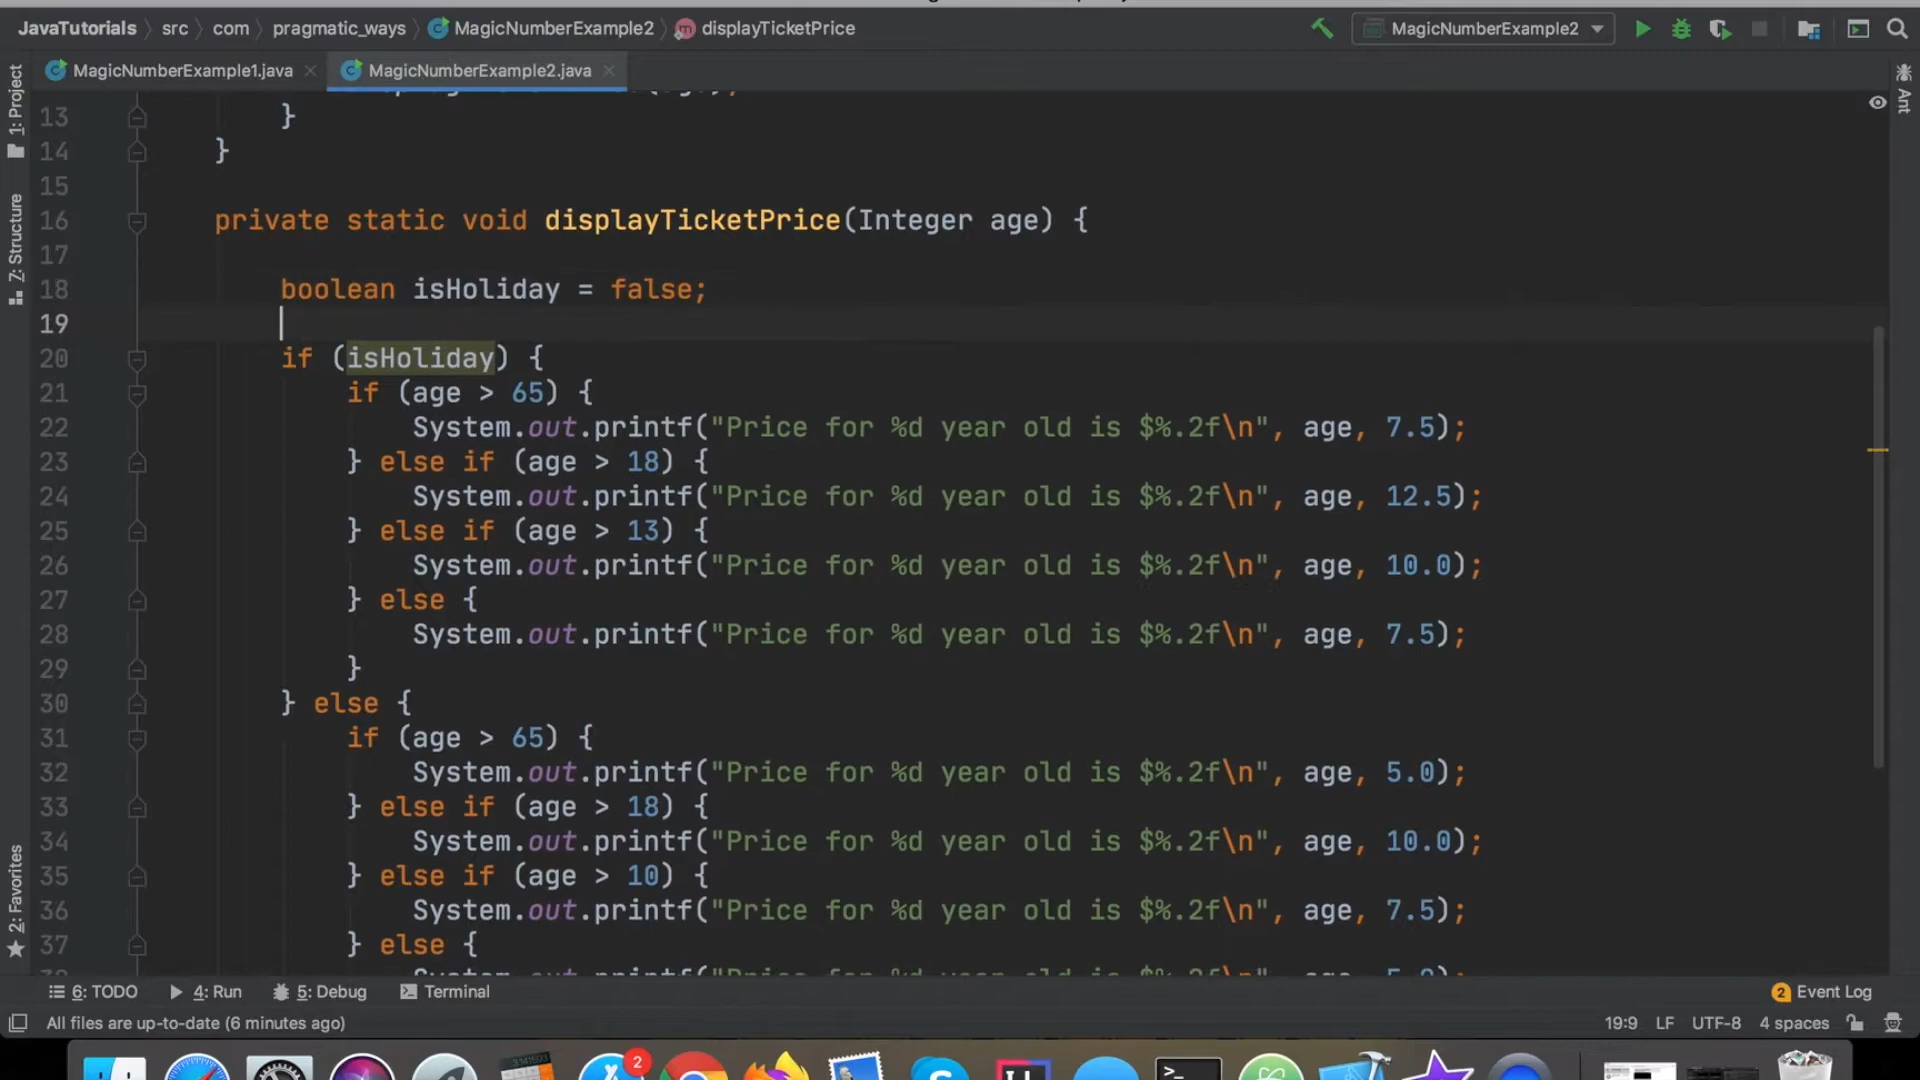 JavaTutorials src com pragmatic_ways MagicNumberExample2 displayTicketPrice MagicNumberExample2
MagicNumberExample1.java MagicNumberExample2.java
1: Project
7: Structure
2: Favorites
Ant
13 }
14 }
15
16 private static void displayTicketPrice(Integer age) {
17
18 boolean isHoliday = false;
19
20 if (isHoliday) {
21 if (age > 65) {
22 System.out.printf("Price for %d year old is $%.2f\n", age, 7.5);
23 } else if (age > 18) {
24 System.out.printf("Price for %d year old is $%.2f\n", age, 12.5);
25 } else if (age > 13) {
26 System.out.printf("Price for %d year old is $%.2f\n", age, 10.0);
27 } else {
28 System.out.printf("Price for %d year old is $%.2f\n", age, 7.5);
29 }
30 } else {
31 if (age > 65) {
32 System.out.printf("Price for %d year old is $%.2f\n", age, 5.0);
33 } else if (age > 18) {
34 System.out.printf("Price for %d year old is $%.2f\n", age, 10.0);
35 } else if (age > 10) {
36 System.out.printf("Price for %d year old is $%.2f\n", age, 7.5);
37 } else {
6: TODO 4: Run 5: Debug Terminal 2 Event Log
All files are up-to-date (6 minutes ago) 19:9 LF UTF-8 4 spaces
2